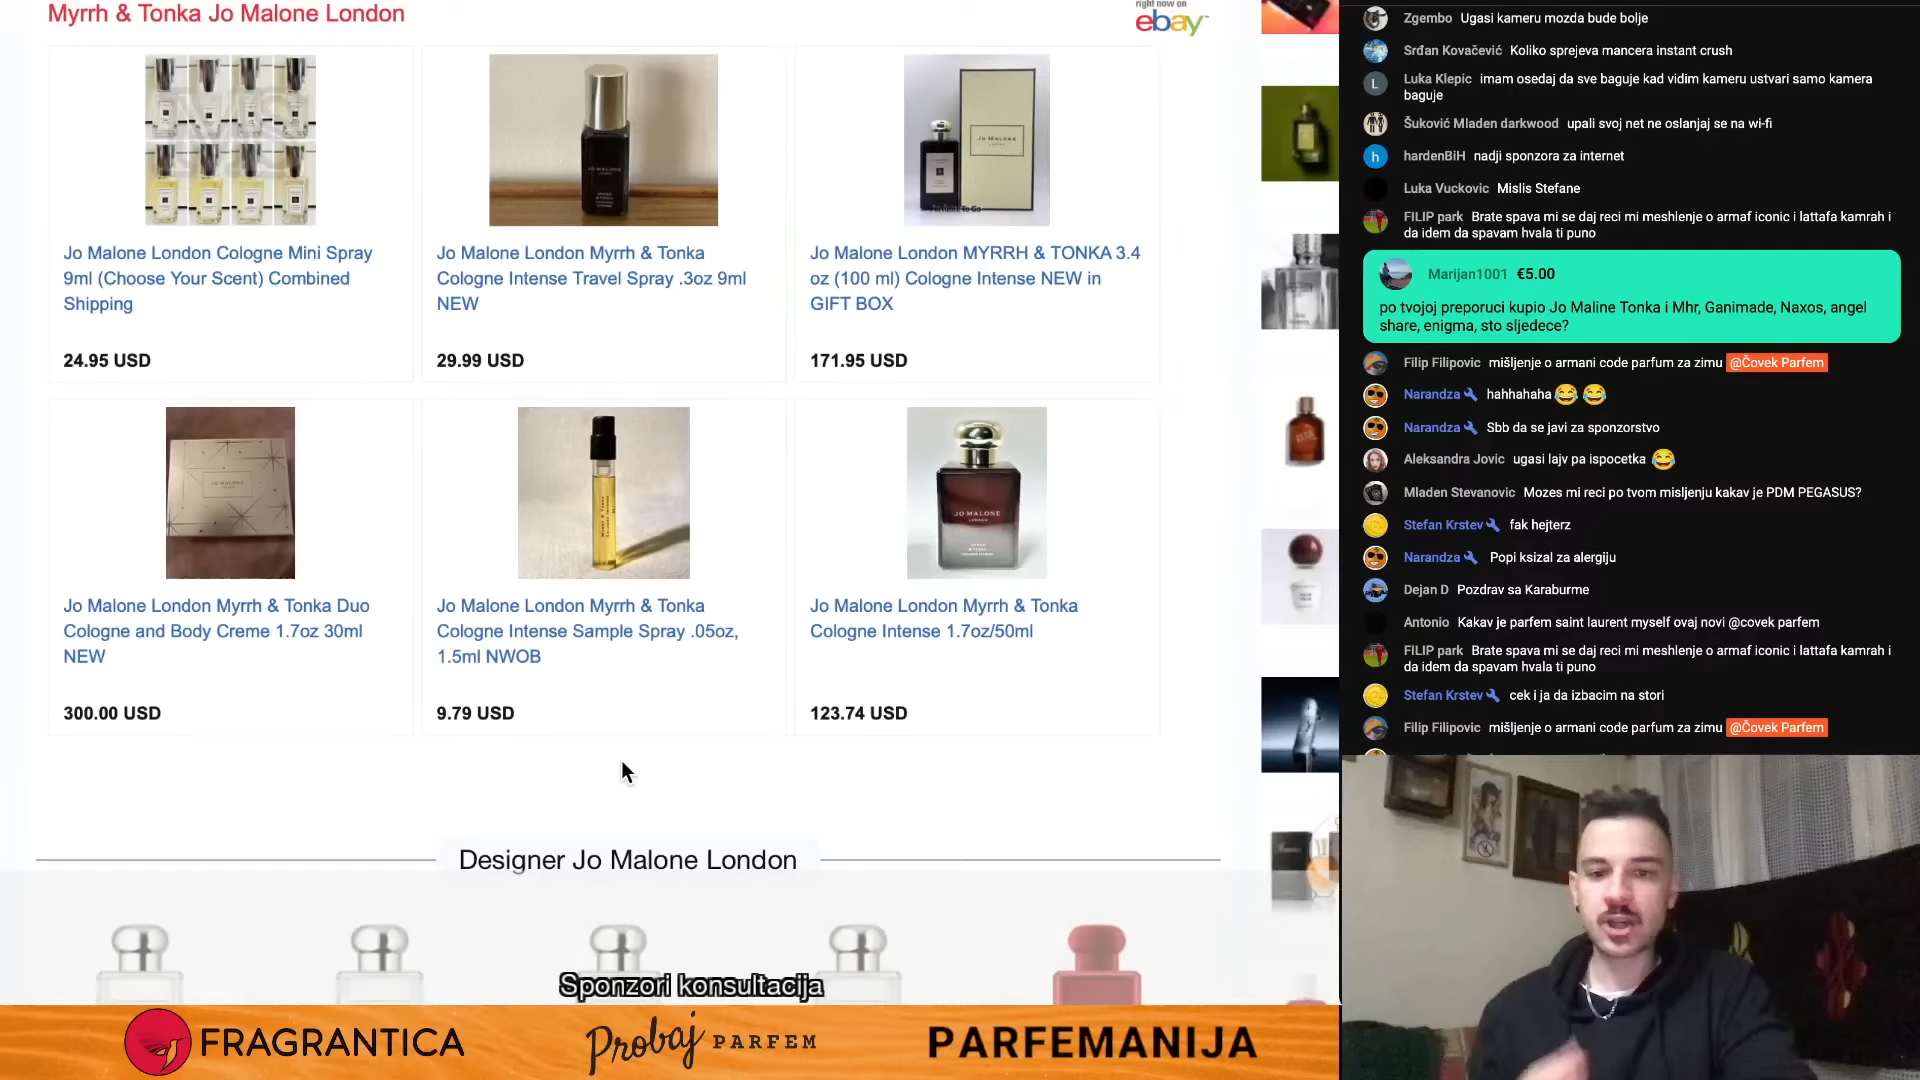 Myrrh & Tonka Jo Malone London
right now on
ebay
Jo Malone London Cologne Mini Spray
9ml (Choose Your Scent) Combined
Shipping
24.95 USD
Jo Malone London Myrrh & Tonka
Cologne Intense Travel Spray .3oz 9ml
NEW
29.99 USD
Jo Malone London MYRRH & TONKA 3.4
oz (100 ml) Cologne Intense NEW in
GIFT BOX
171.95 USD
JO MALONE
LONDON
Jo Malone London Myrrh & Tonka Duo
Cologne and Body Creme 1.7oz 30ml
NEW
300.00 USD
Jo Malone London Myrrh & Tonka
Cologne Intense Sample Spray .05oz,
1.5ml NWOB
9.79 USD
Jo Malone London Myrrh & Tonka
Cologne Intense 1.7oz/50ml
123.74 USD
Designer Jo Malone London
Sponzori konsultacija
FRAGRANTICA
Probaj PARFEM
PARFEMANIJA
Zgembo Ugasi kameru mozda bude bolje
Srđan Kovačević Koliko sprejeva mancera instant crush
L
Luka Klepic imam osedaj da sve baguje kad vidim kameru ustvari samo kamera
baguje
Šuković Mladen darkwood upali svoj net ne oslanjaj se na wi-fi
h
hardenBiH nadji sponzora za internet
Luka Vuckovic Mislis Stefane
FILIP park Brate spava mi se daj reci mi meshlenje o armaf iconic i lattafa kamrah i
da idem da spavam hvala ti puno
Marijan1001 €5.00
po tvojoj preporuci kupio Jo Maline Tonka i Mhr, Ganimade, Naxos, angel
share, enigma, sto sljedece?
Filip Filipovic mišljenje o armani code parfum za zimu @Čovek Parfem
Narandza hahhahaha
Narandza Sbb da se javi za sponzorstvo
Aleksandra Jovic ugasi lajv pa ispocetka
Mladen Stevanovic Mozes mi reci po tvom misljenju kakav je PDM PEGASUS?
Stefan Krstev fak hejterz
Narandza Popi ksizal za alergiju
Dejan D Pozdrav sa Karaburme
Antonio Kakav je parfem saint laurent myself ovaj novi @covek parfem
FILIP park Brate spava mi se daj reci mi meshlenje o armaf iconic i lattafa kamrah i
da idem da spavam hvala ti puno
Stefan Krstev cek i ja da izbacim na stori
Filip Filipovic mišljenje o armani code parfum za zimu @Čovek Parfem